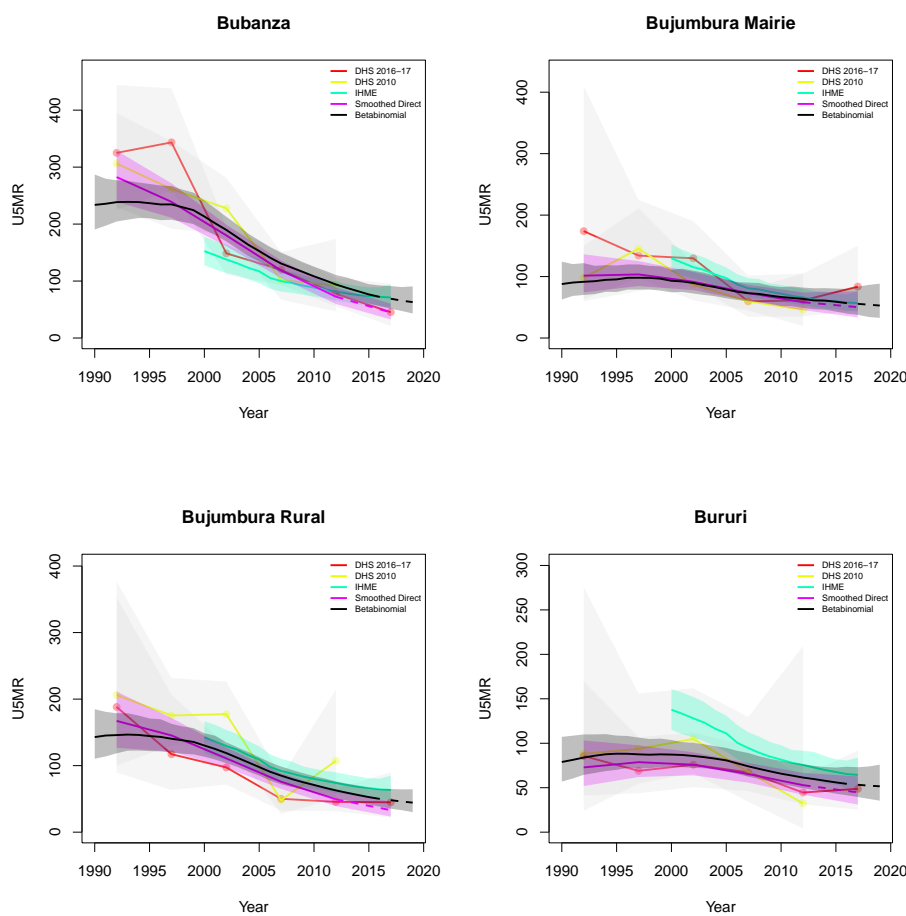 Bubanza
U5MR
400
300
200
100
0
DHS 2016−17
DHS 2010
IHME
Smoothed Direct
Betabinomial
1990 1995 2000 2005 2010 2015 2020
Year
Bujumbura Mairie
U5MR
400
300
200
100
0
DHS 2016−17
DHS 2010
IHME
Smoothed Direct
Betabinomial
1990 1995 2000 2005 2010 2015 2020
Year
Bujumbura Rural
U5MR
400
300
200
100
0
DHS 2016−17
DHS 2010
IHME
Smoothed Direct
Betabinomial
1990 1995 2000 2005 2010 2015 2020
Year
Bururi
U5MR
300
250
200
150
100
50
0
DHS 2016−17
DHS 2010
IHME
Smoothed Direct
Betabinomial
1990 1995 2000 2005 2010 2015 2020
Year